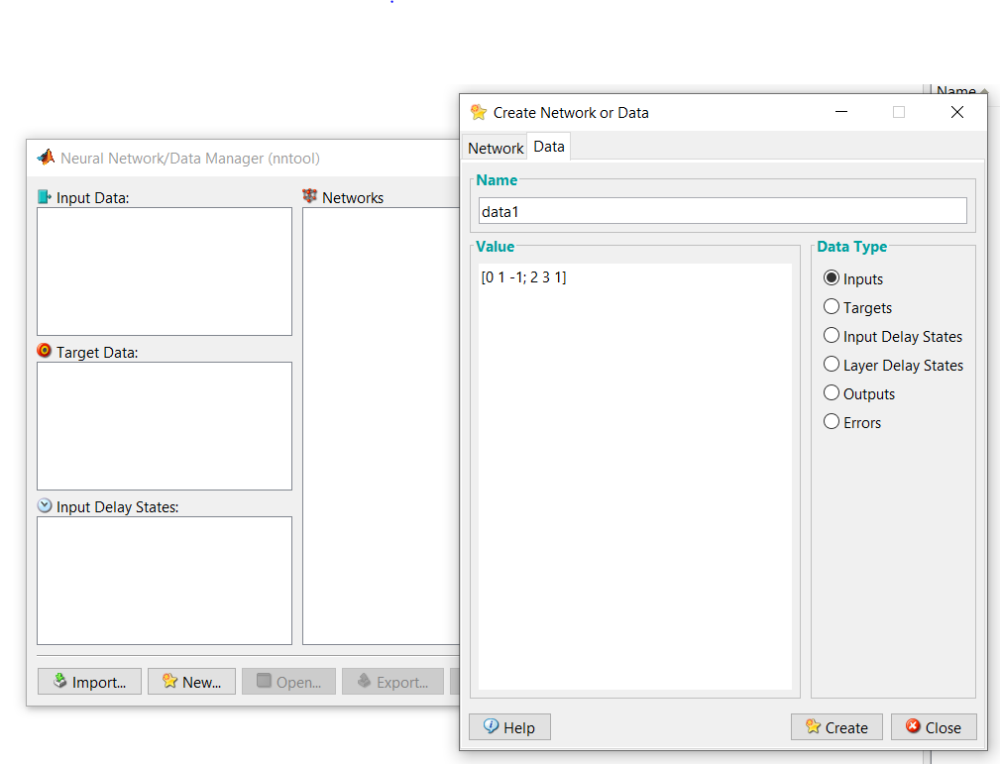 Name
Create Network or Data
Network Data
Name
data1
Value
[0 1 -1; 2 3 1]
Data Type
Inputs
Targets
Input Delay States
Layer Delay States
Outputs
Errors
Help
Create
Close
Neural Network/Data Manager (nntool)
Input Data:
Networks
Target Data:
Input Delay States:
Import...
New...
Open...
Export...